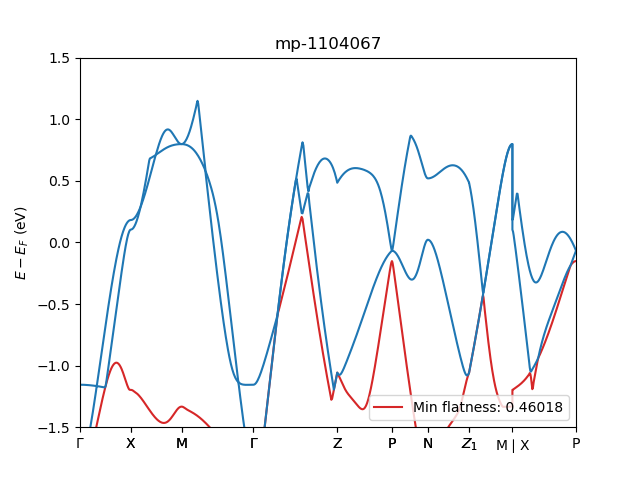 mp-1104067
E − E_F (eV)
1.5
1.0
0.5
0.0
−0.5
−1.0
−1.5
Min flatness: 0.46018
Γ X M Γ Z P N Z₁ M | X P